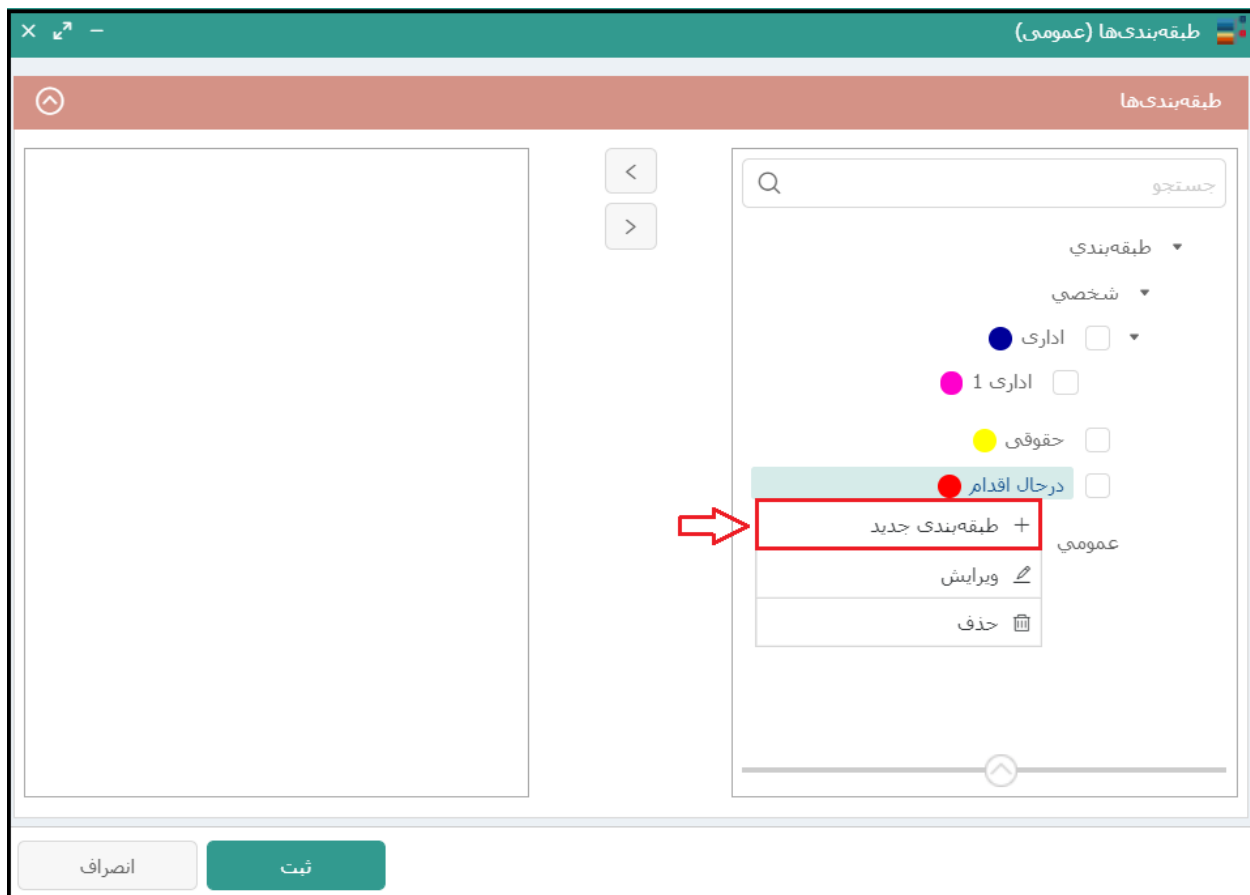 طبقه‌بندی‌ها (عمومی)
طبقه‌بندی‌ها
جستجو
طبقه‌بندي
شخصي
اداری
اداری 1
حقوقی
درحال اقدام
طبقه‌بندی جدید
عمومي
ویرایش
حذف
ثبت
انصراف